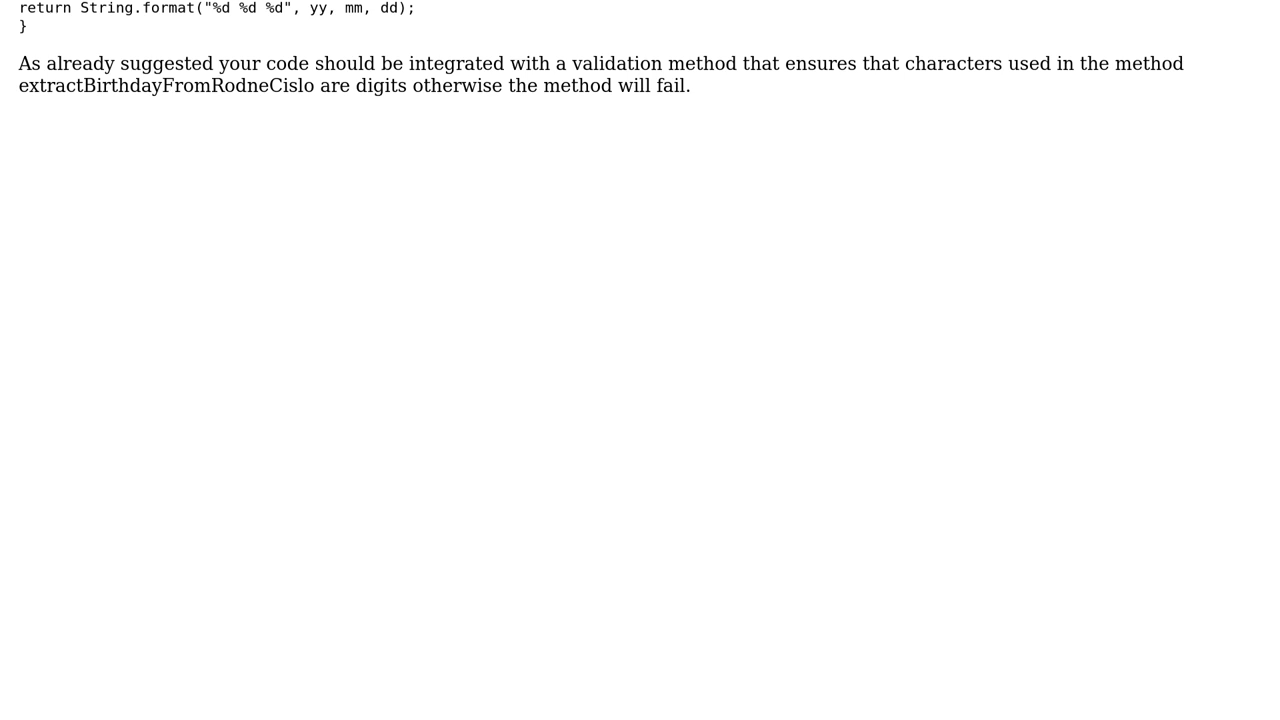 return String.format("%d %d %d", yy, mm, dd);
}
As already suggested your code should be integrated with a validation method that ensures that characters used in the method
extractBirthdayFromRodneCislo are digits otherwise the method will fail.